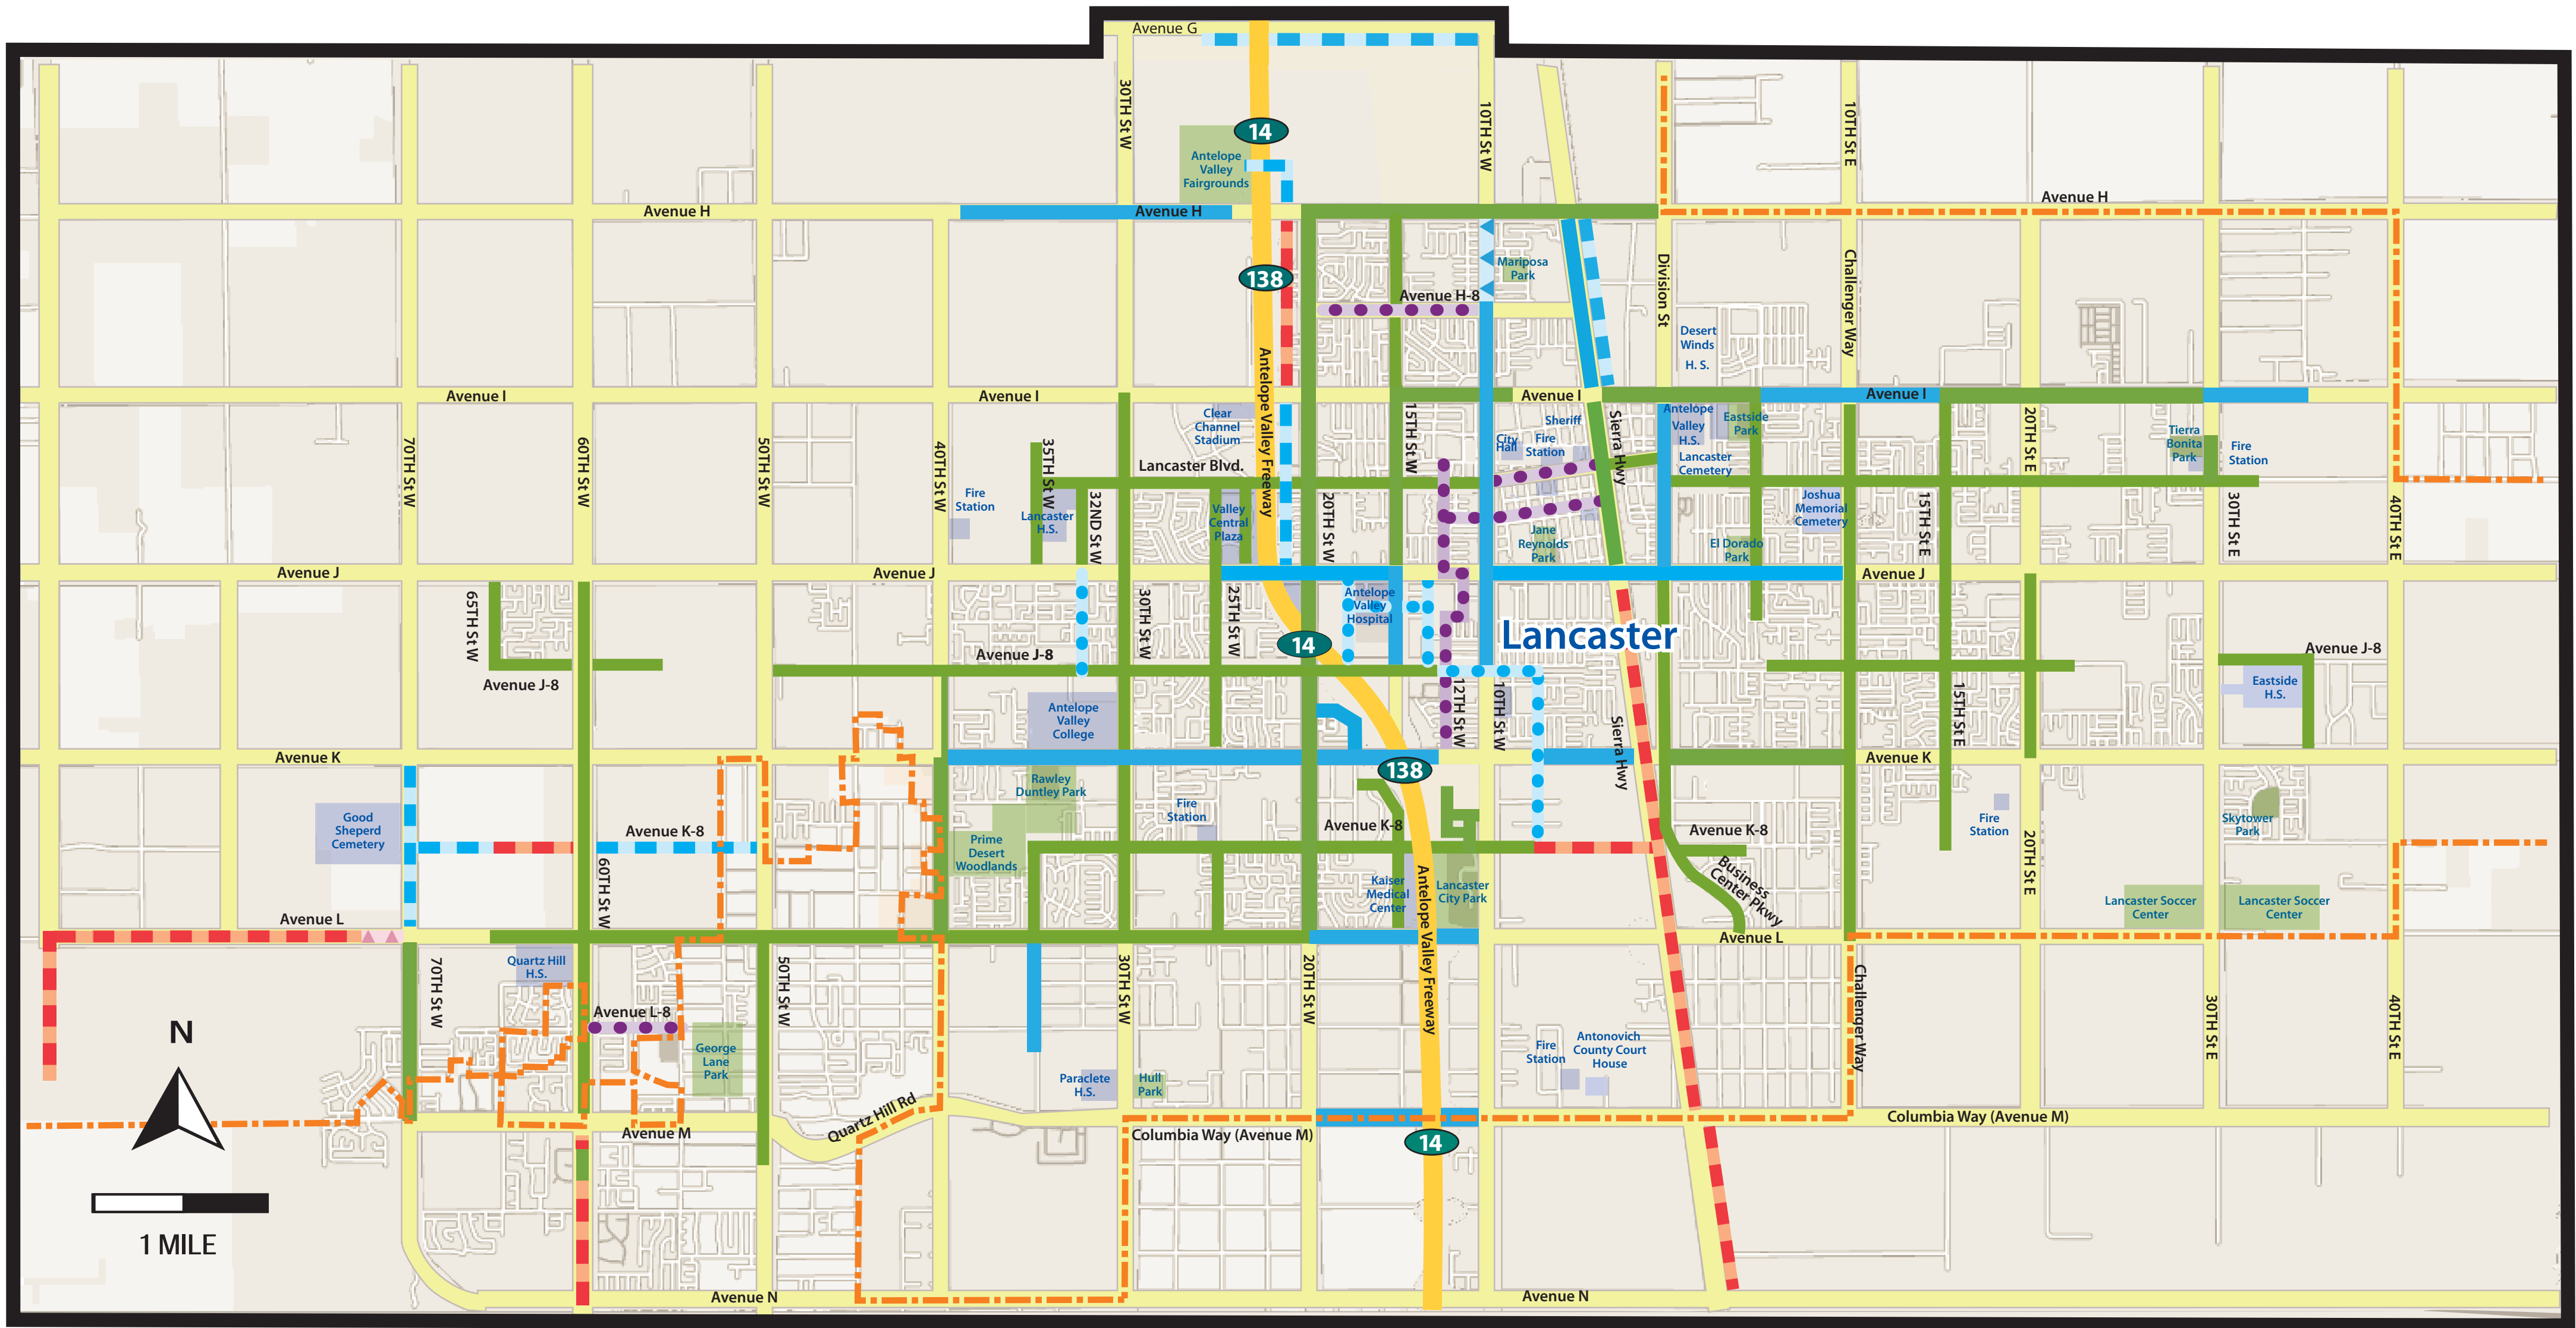 Avenue G
30TH St W
14
10TH St W
10TH St E
Antelope
Valley
Fairgrounds
Avenue H
Avenue H
Avenue H
138
Mariposa
Park
Division St
Challenger Way
Avenue H-8
Desert
Winds
H. S.
Antelope Valley Freeway
Avenue I
Avenue I
Avenue I
Avenue I
70TH St W
60TH St W
50TH St W
40TH St W
35TH St W
Clear
Channel
Stadium
15TH St W
Sheriff
City
Hall
Fire
Station
Sierra Hwy
Antelope
Valley
H.S.
Eastside
Park
Lancaster
Cemetery
20TH St E
Tierra
Bonita
Park
Fire
Station
Lancaster Blvd.
Fire
Station
Lancaster
H.S.
32ND St W
Valley
Central
Plaza
20TH St W
Jane
Reynolds
Park
El Dorado
Park
Joshua
Memorial
Cemetery
15TH St E
30TH St E
40TH St E
Avenue J
Avenue J
Avenue J
65TH St W
30TH St W
25TH St W
Antelope
Valley
Hospital
Lancaster
14
Avenue J-8
Avenue J-8
Avenue J-8
Eastside
H.S.
Antelope
Valley
College
12TH St W
10TH St W
Sierra Hwy
15TH St E
Avenue K
Avenue K
138
Rawley
Duntley Park
Good
Sheperd
Cemetery
Avenue K-8
Fire
Station
Avenue K-8
Avenue K-8
Fire
Station
20TH St E
Skytower
Park
Prime
Desert
Woodlands
60TH St W
Kaiser
Medical
Center
Lancaster
City Park
Antelope Valley Freeway
Business
Center Pkwy
Lancaster Soccer
Center
Lancaster Soccer
Center
Avenue L
Avenue L
Quartz Hill
H.S.
70TH St W
50TH St W
30TH St W
20TH St W
Challenger Way
30TH St E
40TH St E
Avenue L-8
N
George
Lane
Park
Paraclete
H.S.
Hull
Park
Fire
Station
Antonovich
County Court
House
Quartz Hill Rd
Avenue M
Columbia Way (Avenue M)
14
Columbia Way (Avenue M)
1 MILE
Avenue N
Avenue N